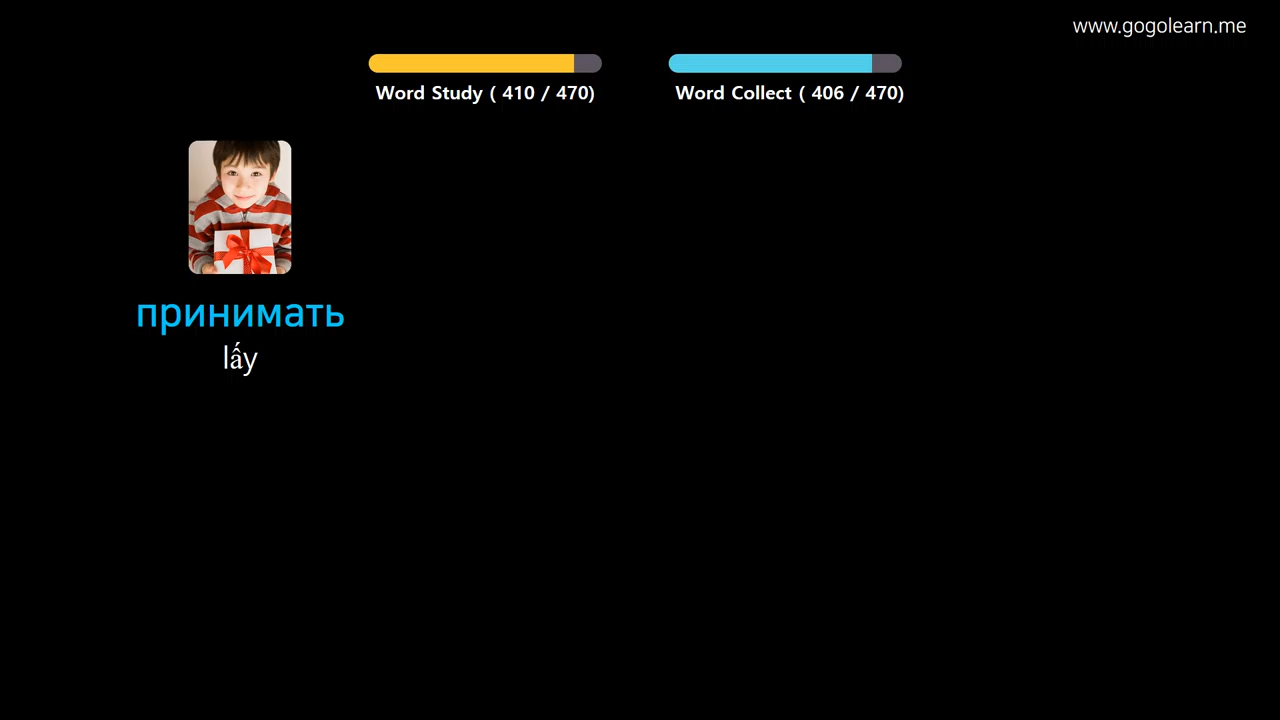 www.gogolearn.me
Word Study ( 410 / 470)
Word Collect ( 406 / 470)
принимать
lấy